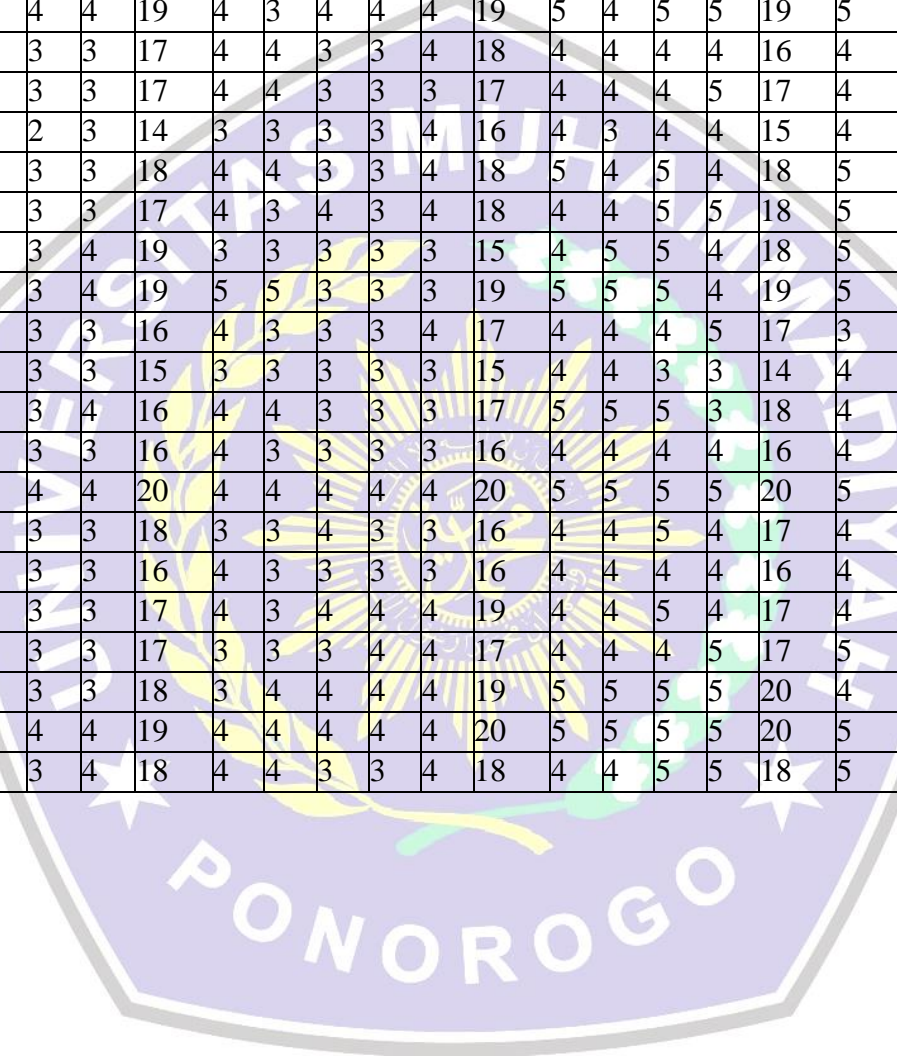 4 4 19 4 3 4 4 4 19 5 4 5 5 19 5
3 3 17 4 4 3 3 4 18 4 4 4 4 16 4
3 3 17 4 4 3 3 3 17 4 4 4 5 17 4
2 3 14 3 3 3 3 4 16 4 3 4 4 15 4
3 3 18 4 4 3 3 4 18 5 4 5 4 18 5
3 3 17 4 3 4 3 4 18 4 4 5 5 18 5
3 4 19 3 3 3 3 3 15 4 5 5 4 18 5
3 4 19 5 5 3 3 3 19 5 5 5 4 19 5
3 3 16 4 3 3 3 4 17 4 4 4 5 17 3
3 3 15 3 3 3 3 3 15 4 4 3 3 14 4
3 4 16 4 4 3 3 3 17 5 5 5 3 18 4
3 3 16 4 3 3 3 3 16 4 4 4 4 16 4
4 4 20 4 4 4 4 4 20 5 5 5 5 20 5
3 3 18 3 3 4 3 3 16 4 4 5 4 17 4
3 3 16 4 3 3 3 3 16 4 4 4 4 16 4
3 3 17 4 3 4 4 4 19 4 4 5 4 17 4
3 3 17 3 3 3 4 4 17 4 4 4 5 17 5
3 3 18 3 4 4 4 4 19 5 5 5 5 20 4
4 4 19 4 4 4 4 4 20 5 5 5 5 20 5
3 4 18 4 4 3 3 4 18 4 4 5 5 18 5
UNIVERSITAS MUHAMMADIYAH
PONOROGO